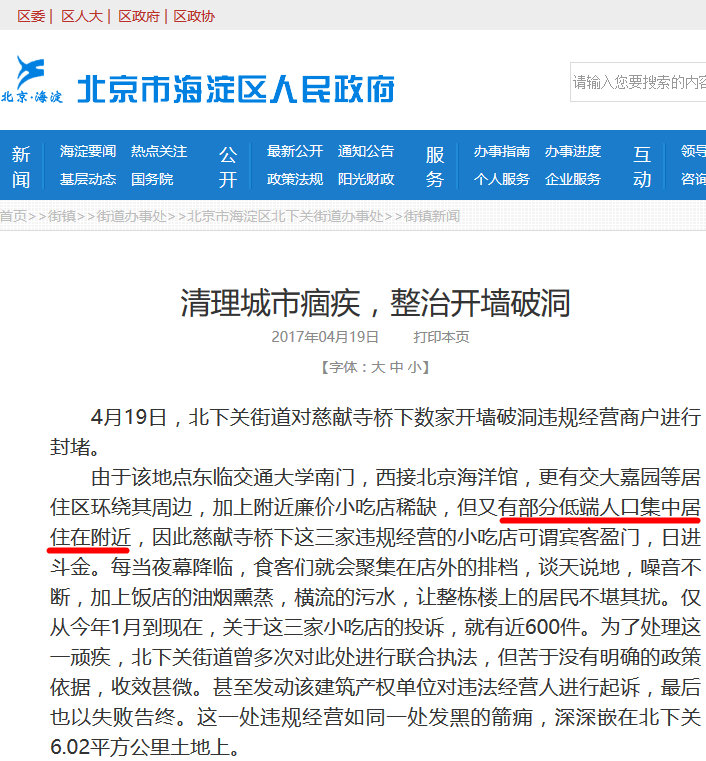 区委 | 区人大 | 区政府 | 区政协
北京·海淀
北京市海淀区人民政府
请输入您要搜索的内容
新闻 海淀要闻 热点关注 公开 最新公开 通知公告 服务 办事指南 办事进度 互动 领导
基层动态 国务院 政策法规 阳光财政 个人服务 企业服务 咨询
首页>>街镇>>街道办事处>>北京市海淀区北下关街道办事处>>街镇新闻
清理城市痼疾，整治开墙破洞
2017年04月19日 打印本页
【字体：大 中 小】
4月19日，北下关街道对慈献寺桥下数家开墙破洞违规经营商户进行
封堵。
由于该地点东临交通大学南门，西接北京海洋馆，更有交大嘉园等居
住区环绕其周边，加上附近廉价小吃店稀缺，但又有部分低端人口集中居
住在附近，因此慈献寺桥下这三家违规经营的小吃店可谓宾客盈门，日进
斗金。每当夜幕降临，食客们就会聚集在店外的排档，谈天说地，噪音不
断，加上饭店的油烟熏蒸，横流的污水，让整栋楼上的居民不堪其扰。仅
从今年1月到现在，关于这三家小吃店的投诉，就有近600件。为了处理这
一顽疾，北下关街道曾多次对此处进行联合执法，但苦于没有明确的政策
依据，收效甚微。甚至发动该建筑产权单位对违法经营人进行起诉，最后
也以失败告终。这一处违规经营如同一处发黑的箭痈，深深嵌在北下关
6.02平方公里土地上。